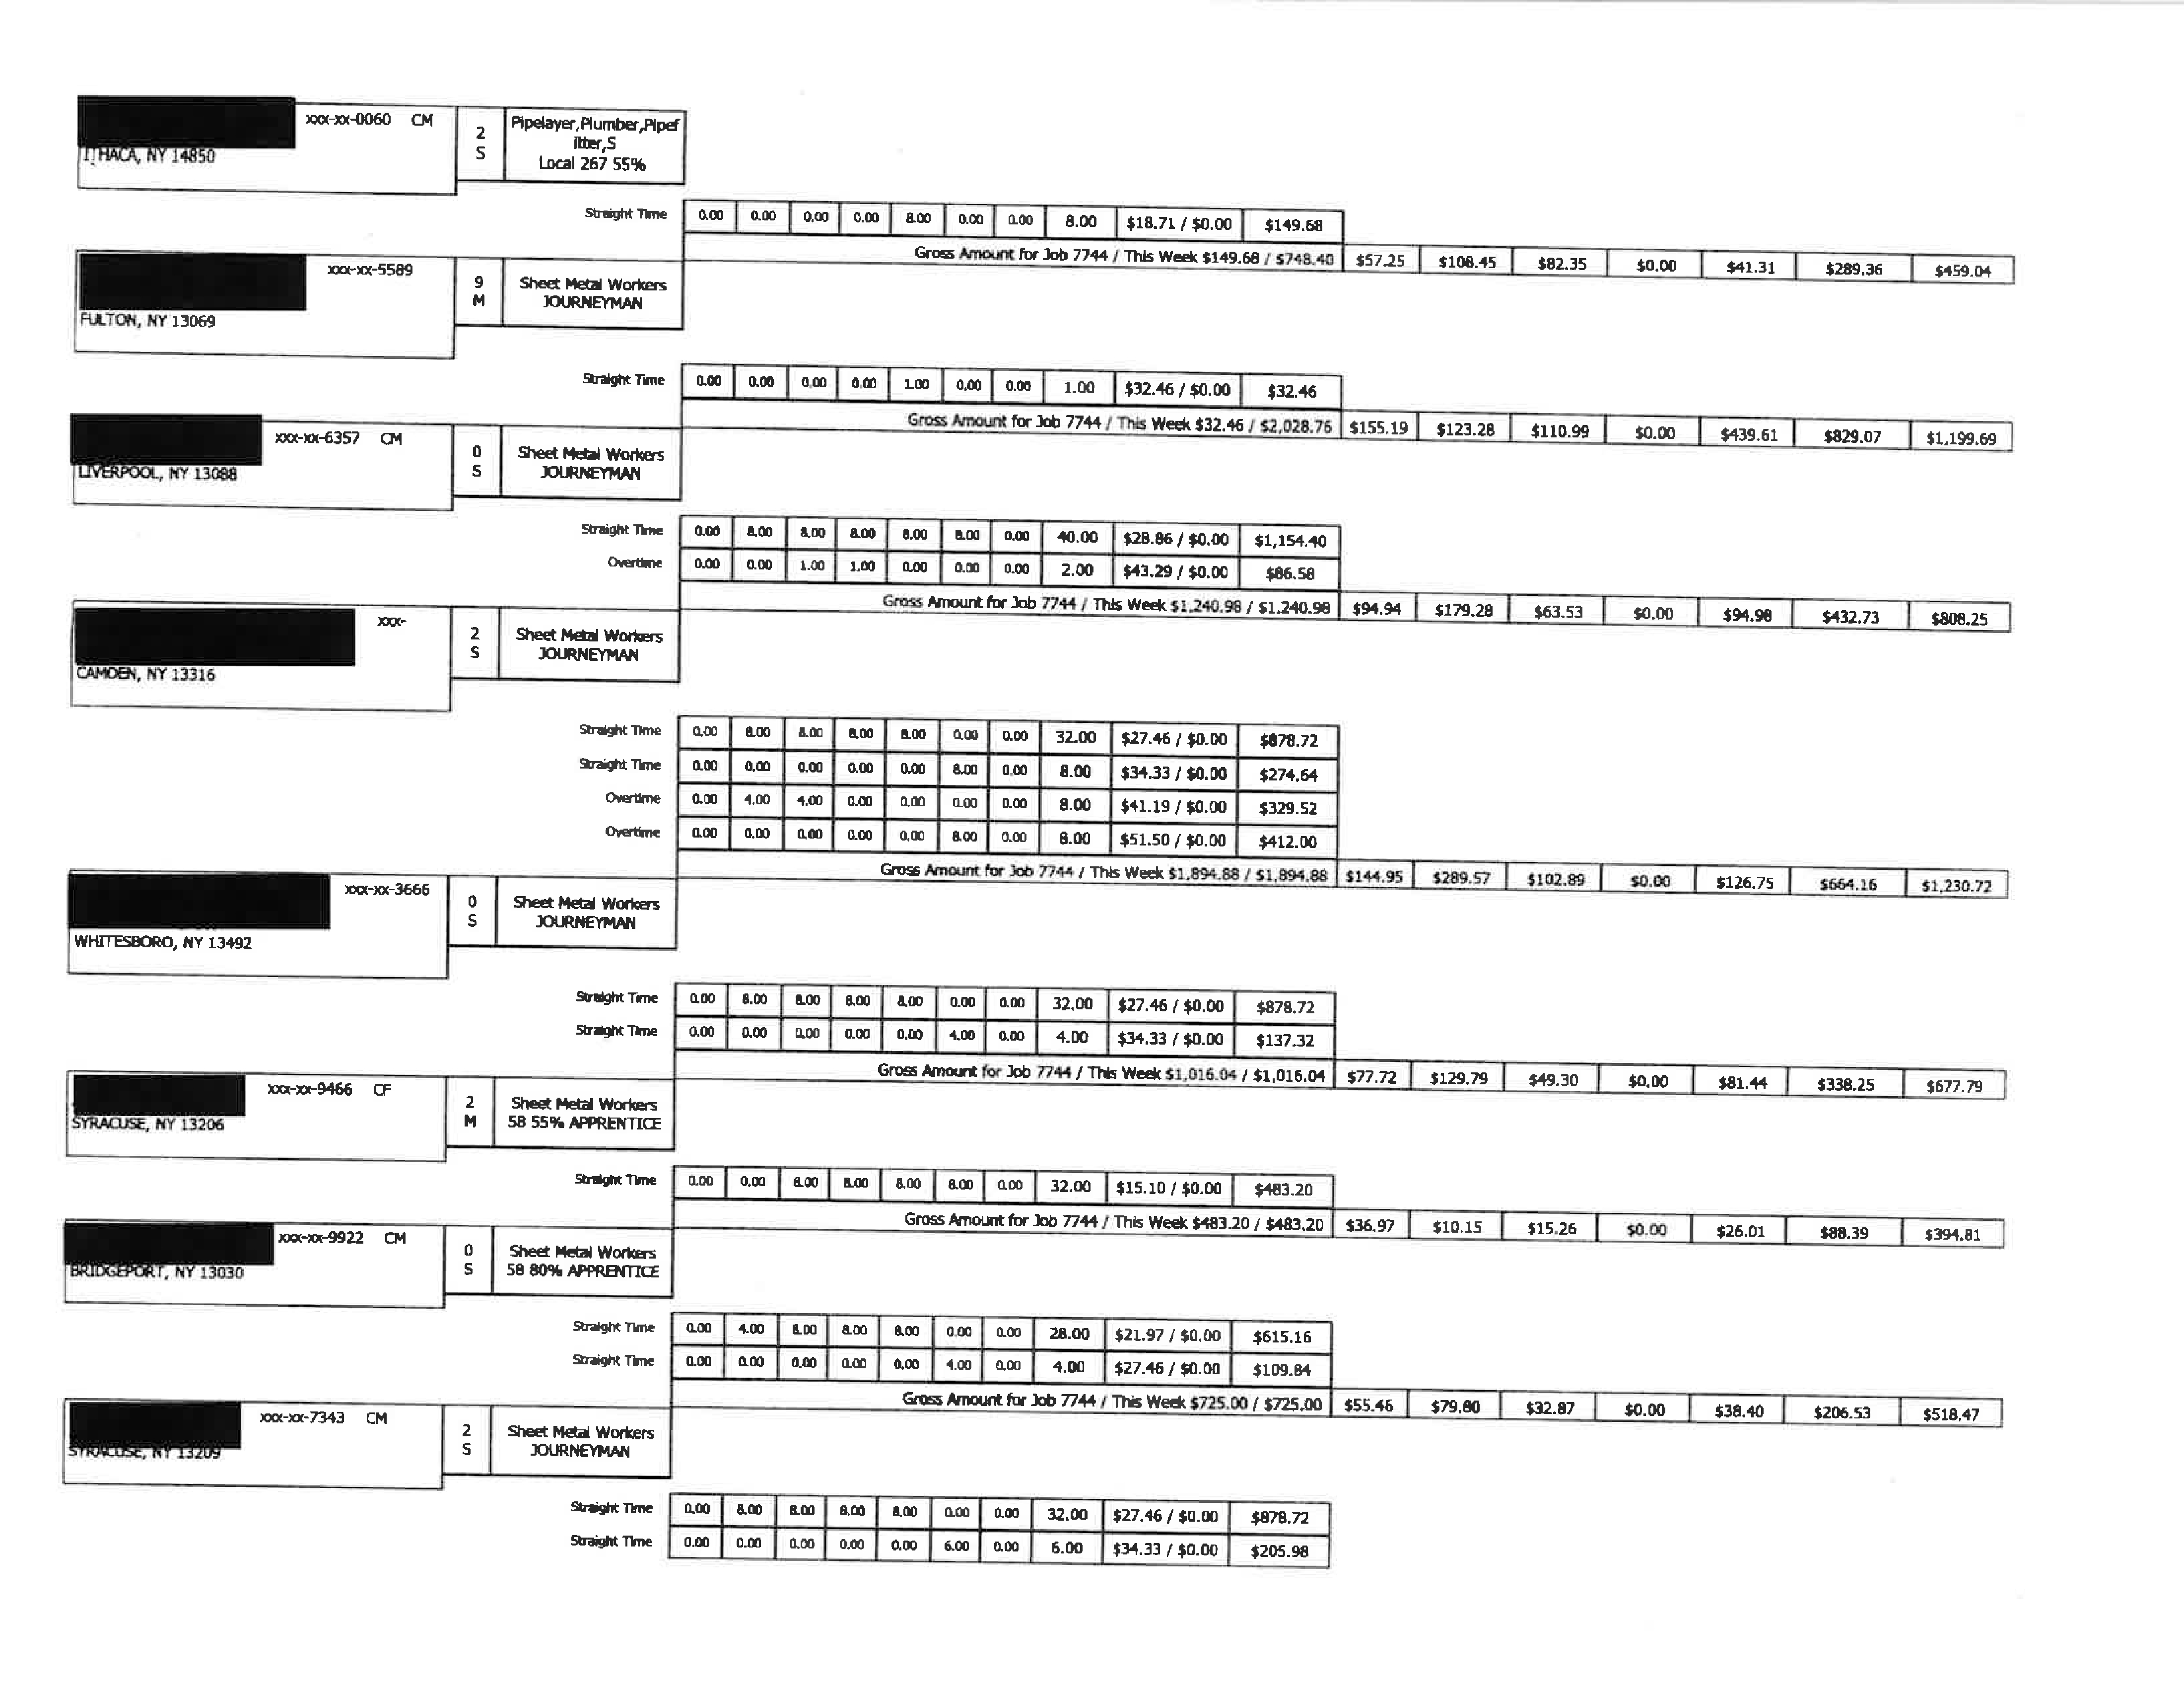 xxx-xx-0060 CM
2
S
Pipelayer,Plumber,Pipef
itter,S
Local 267 55%
ITHACA, NY 14850
Straight Time 0.00 0.00 0.00 0.00 8.00 0.00 0.00 8.00 $18.71 / $0.00 $149.68
Gross Amount for Job 7744 / This Week $149.68 / $748.40 $57.25 $108.45 $82.35 $0.00 $41.31 $289.36 $459.04
xxx-xx-5589
9
M
Sheet Metal Workers
JOURNEYMAN
FULTON, NY 13069
Straight Time 0.00 0.00 0.00 0.00 1.00 0.00 0.00 1.00 $32.46 / $0.00 $32.46
Gross Amount for Job 7744 / This Week $32.46 / $2,028.76 $155.19 $123.28 $110.99 $0.00 $439.61 $829.07 $1,199.69
xxx-xx-6357 CM
0
S
Sheet Metal Workers
JOURNEYMAN
LIVERPOOL, NY 13088
Straight Time 0.00 8.00 8.00 8.00 8.00 8.00 0.00 40.00 $28.86 / $0.00 $1,154.40
Overtime 0.00 0.00 1.00 1.00 0.00 0.00 0.00 2.00 $43.29 / $0.00 $86.58
Gross Amount for Job 7744 / This Week $1,240.98 / $1,240.98 $94.94 $179.28 $63.53 $0.00 $94.98 $432.73 $808.25
xxx-
2
S
Sheet Metal Workers
JOURNEYMAN
CAMDEN, NY 13316
Straight Time 0.00 8.00 8.00 8.00 8.00 0.00 0.00 32.00 $27.46 / $0.00 $878.72
Straight Time 0.00 0.00 0.00 0.00 0.00 8.00 0.00 8.00 $34.33 / $0.00 $274.64
Overtime 0.00 4.00 4.00 0.00 0.00 0.00 0.00 8.00 $41.19 / $0.00 $329.52
Overtime 0.00 0.00 0.00 0.00 0.00 8.00 0.00 8.00 $51.50 / $0.00 $412.00
Gross Amount for Job 7744 / This Week $1,894.88 / $1,894.88 $144.95 $289.57 $102.89 $0.00 $126.75 $664.16 $1,230.72
xxx-xx-3666
0
S
Sheet Metal Workers
JOURNEYMAN
WHITESBORO, NY 13492
Straight Time 0.00 8.00 8.00 8.00 8.00 0.00 0.00 32.00 $27.46 / $0.00 $878.72
Straight Time 0.00 0.00 0.00 0.00 0.00 4.00 0.00 4.00 $34.33 / $0.00 $137.32
Gross Amount for Job 7744 / This Week $1,016.04 / $1,016.04 $77.72 $129.79 $49.30 $0.00 $81.44 $338.25 $677.79
xxx-xx-9466 CF
2
M
Sheet Metal Workers
58 55% APPRENTICE
SYRACUSE, NY 13206
Straight Time 0.00 0.00 8.00 8.00 8.00 8.00 0.00 32.00 $15.10 / $0.00 $483.20
Gross Amount for Job 7744 / This Week $483.20 / $483.20 $36.97 $10.15 $15.26 $0.00 $26.01 $88.39 $394.81
xxx-xx-9922 CM
0
S
Sheet Metal Workers
58 80% APPRENTICE
BRIDGEPORT, NY 13030
Straight Time 0.00 4.00 8.00 8.00 8.00 0.00 0.00 28.00 $21.97 / $0.00 $615.16
Straight Time 0.00 0.00 0.00 0.00 0.00 4.00 0.00 4.00 $27.46 / $0.00 $109.84
Gross Amount for Job 7744 / This Week $725.00 / $725.00 $55.46 $79.80 $32.87 $0.00 $38.40 $206.53 $518.47
xxx-xx-7343 CM
2
S
Sheet Metal Workers
JOURNEYMAN
SYRACUSE, NY 13209
Straight Time 0.00 8.00 8.00 8.00 8.00 0.00 0.00 32.00 $27.46 / $0.00 $878.72
Straight Time 0.00 0.00 0.00 0.00 0.00 6.00 0.00 6.00 $34.33 / $0.00 $205.98